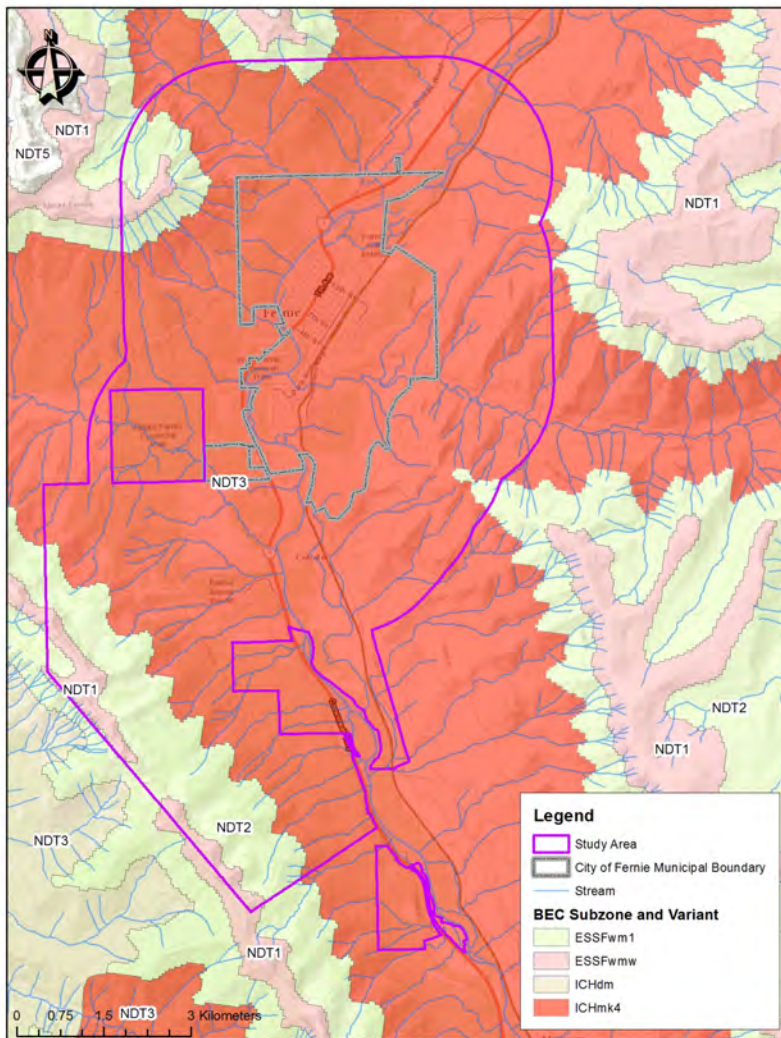 N
NDT1
NDT5
NDT1
Fernie
NDT3
NDT1
NDT2
NDT1
NDT3
NDT2
NDT1
NDT3
Legend
Study Area
City of Fernie Municipal Boundary
Stream
BEC Subzone and Variant
ESSFwm1
ESSFwmw
ICHdm
ICHmk4
0 0.75 1.5 3 Kilometers